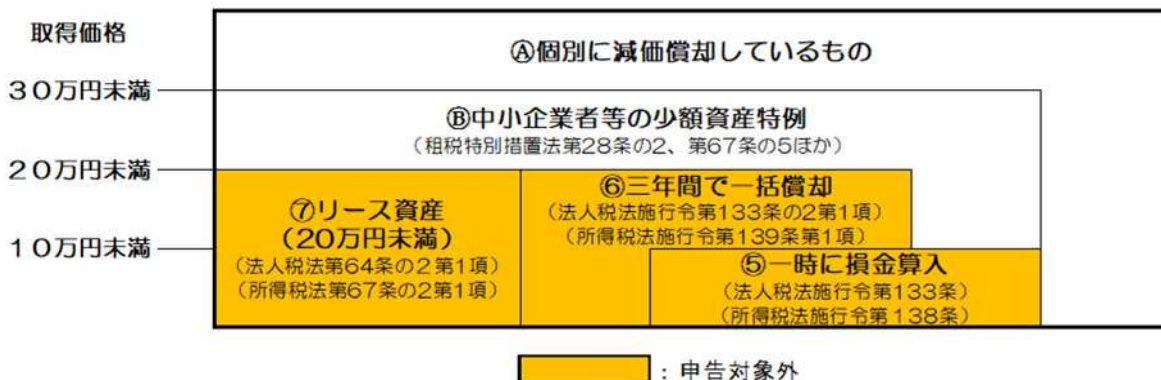 取得価格
Ⓐ個別に減価償却しているもの
30万円未満
Ⓑ中小企業者等の少額資産特例
（租税特別措置法第28条の2、第67条の5ほか）
20万円未満
⑦リース資産
（20万円未満）
（法人税法第64条の2第1項）
（所得税法第67条の2第1項）
⑥三年間で一括償却
（法人税法施行令第133条の2第1項）
（所得税法施行令第139条第1項）
10万円未満
⑤一時に損金算入
（法人税法施行令第133条）
（所得税法施行令第138条）
：申告対象外